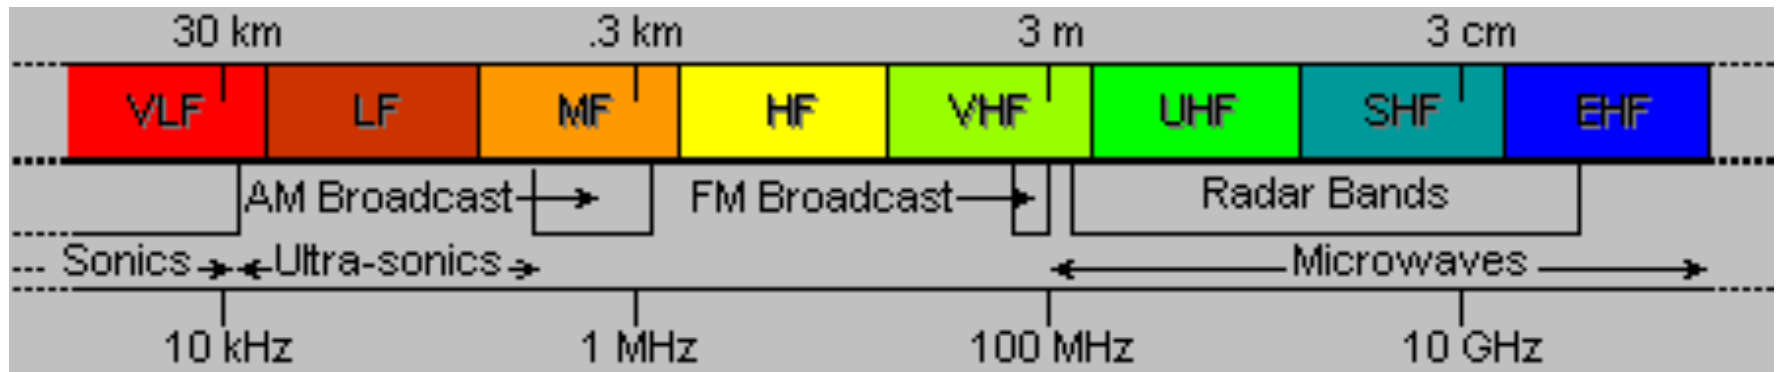 30 km .3 km 3 m 3 cm
VLF LF MF HF VHF UHF SHF EHF
AM Broadcast FM Broadcast Radar Bands
Sonics Ultra-sonics Microwaves
10 kHz 1 MHz 100 MHz 10 GHz